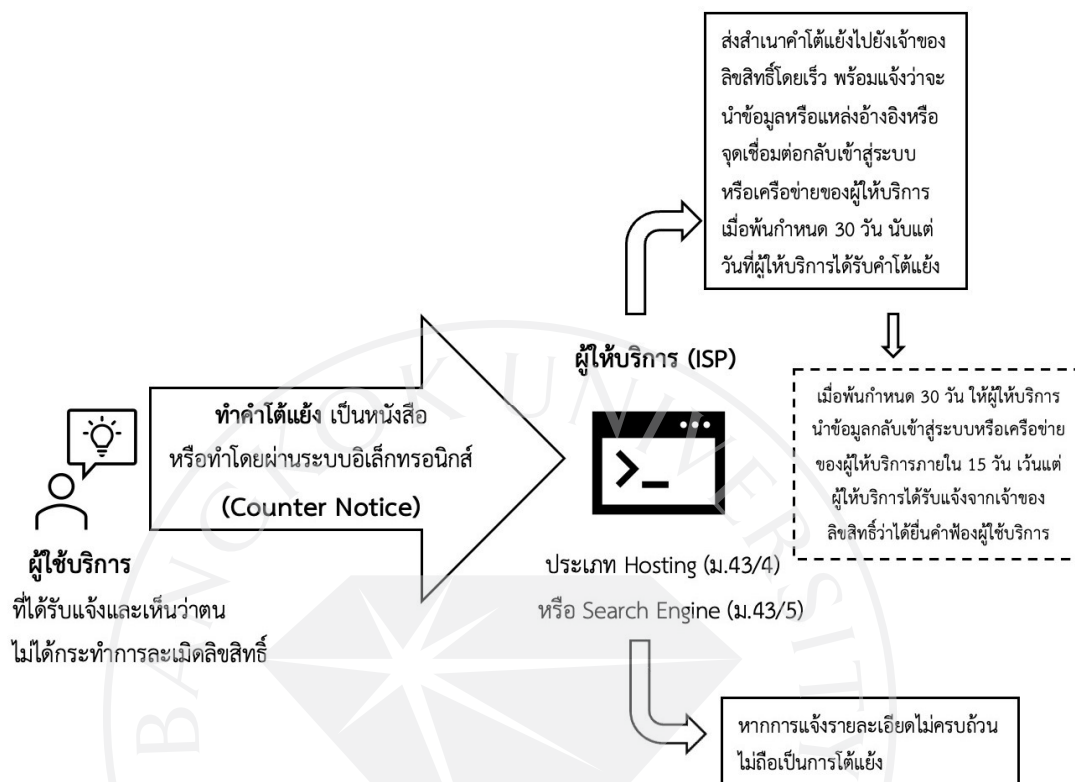 ส่งสำเนาคำโต้แย้งไปยังเจ้าของ
ลิขสิทธิ์โดยเร็ว พร้อมแจ้งว่าจะ
นำข้อมูลหรือแหล่งอ้างอิงหรือ
จุดเชื่อมต่อกลับเข้าสู่ระบบ
หรือเครือข่ายของผู้ให้บริการ
เมื่อพ้นกำหนด 30 วัน นับแต่
วันที่ผู้ให้บริการได้รับคำโต้แย้ง
ผู้ให้บริการ (ISP)
เมื่อพ้นกำหนด 30 วัน ให้ผู้ให้บริการ
นำข้อมูลกลับเข้าสู่ระบบหรือเครือข่าย
ของผู้ให้บริการภายใน 15 วัน เว้นแต่
ผู้ให้บริการได้รับแจ้งจากเจ้าของ
ลิขสิทธิ์ว่าได้ยื่นคำฟ้องผู้ใช้บริการ
ทำคำโต้แย้ง เป็นหนังสือ
หรือทำโดยผ่านระบบอิเล็กทรอนิกส์
(Counter Notice)
ผู้ใช้บริการ
ที่ได้รับแจ้งและเห็นว่าตน
ไม่ได้กระทำการละเมิดลิขสิทธิ์
ประเภท Hosting (ม.43/4)
หรือ Search Engine (ม.43/5)
หากการแจ้งรายละเอียดไม่ครบถ้วน
ไม่ถือเป็นการโต้แย้ง
BANGKOK UNIVERSITY